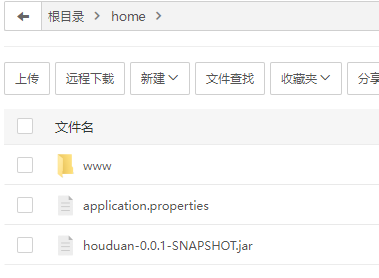 根目录 home
上传 远程下载 新建 文件查找 收藏夹 分享
文件名
www
application.properties
houduan-0.0.1-SNAPSHOT.jar